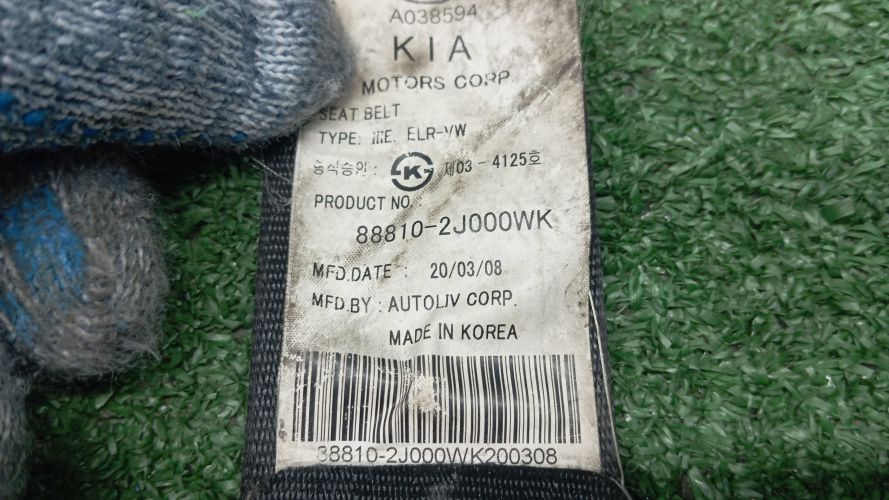 A038594
KIA
MOTORS CORP
SEAT BELT
TYPE: ⅲE. ELR-VW
형식승인 : K 제03 - 4125호
PRODUCT NO. :
88810-2J000WK
MFD.DATE : 20/03/08
MFD.BY : AUTOLIV CORP.
MADE IN KOREA
88810-2J000WK200308